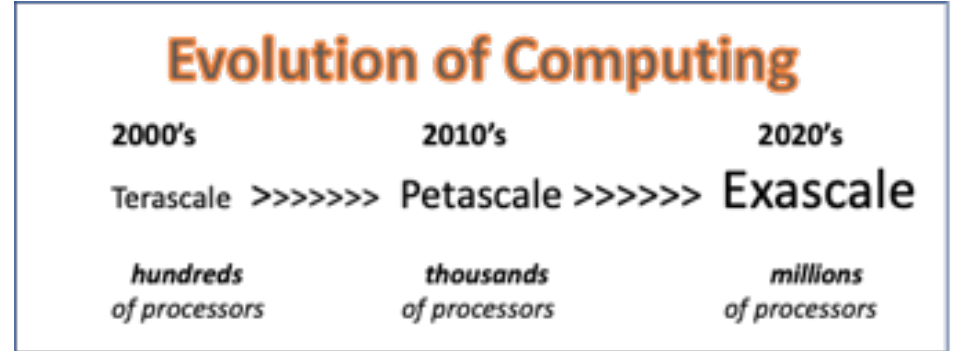 Evolution of Computing
2000's 2010's 2020's
Terascale >>>>>>> Petascale >>>>>> Exascale
hundreds thousands millions
of processors of processors of processors